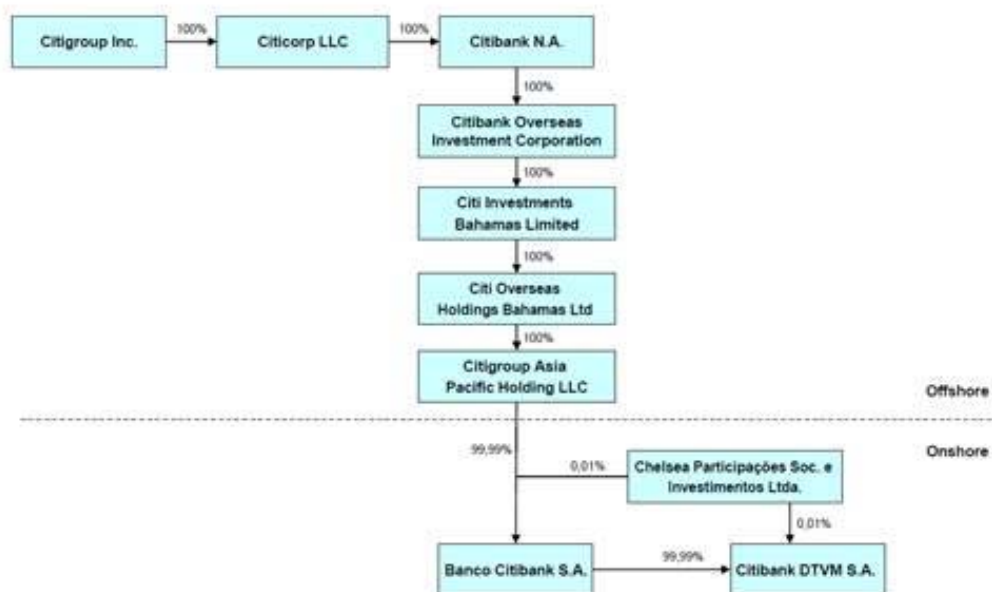 Citigroup Inc.
100%
Citicorp LLC
100%
Citibank N.A.
100%
Citibank Overseas
Investment Corporation
100%
Citi Investments
Bahamas Limited
100%
Citi Overseas
Holdings Bahamas Ltd
100%
Citigroup Asia
Pacific Holding LLC
Offshore
Onshore
99,99%
0,01%
Chelsea Participações Soc. e
Investimentos Ltda.
0,01%
Banco Citibank S.A.
99,99%
Citibank DTVM S.A.